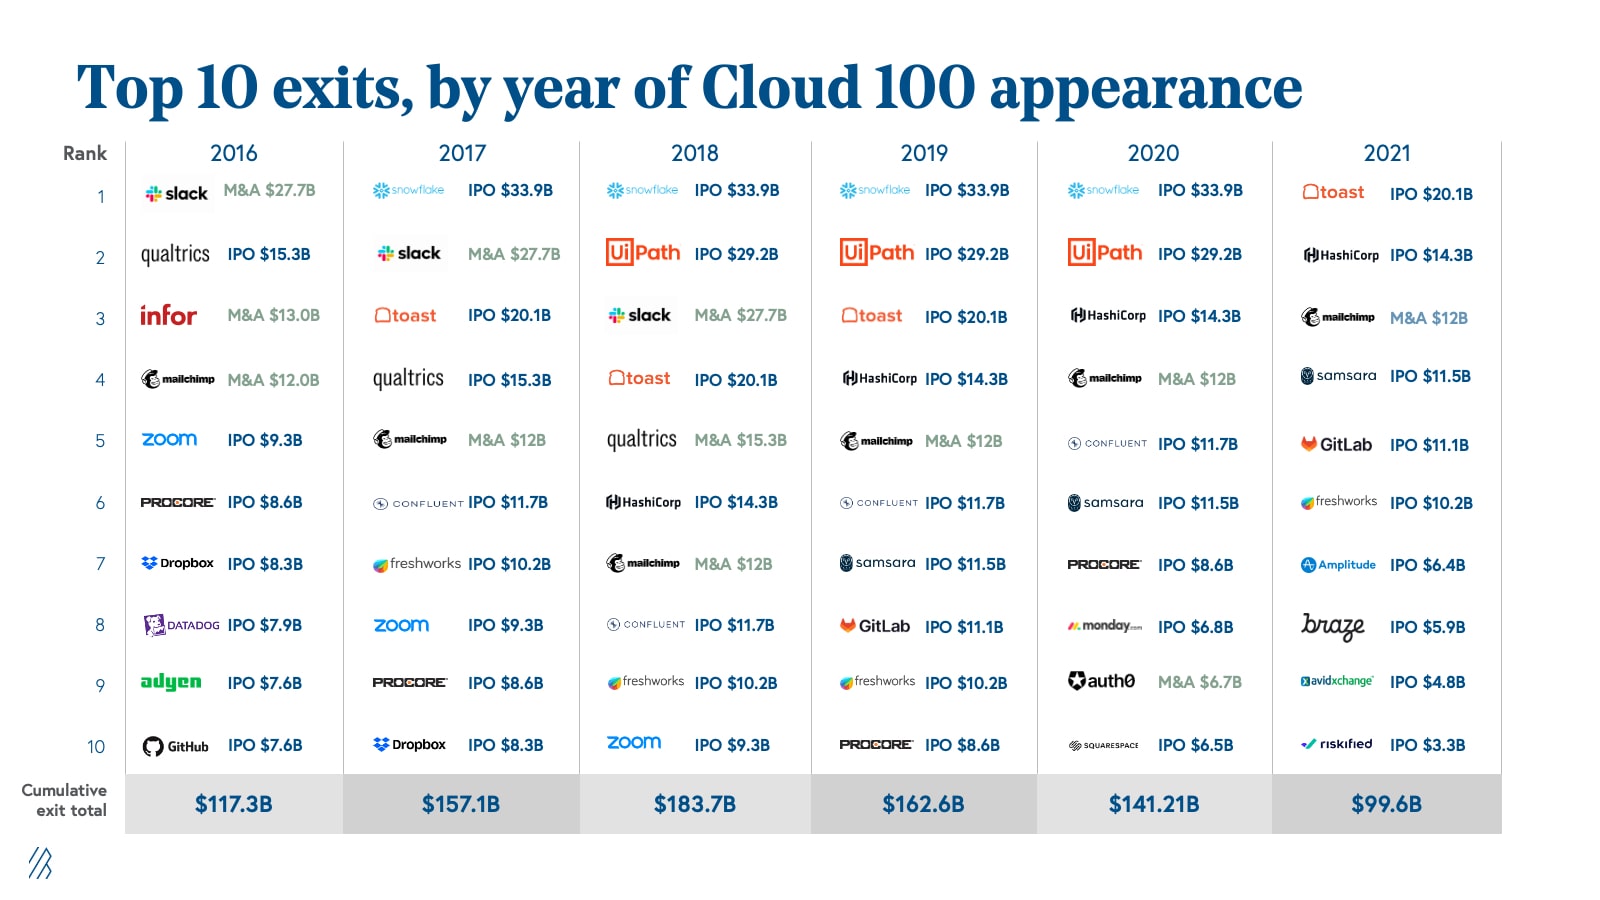 Top 10 exits, by year of Cloud 100 appearance
Rank 2016 2017 2018 2019 2020 2021
1 slack M&A $27.7B snowflake IPO $33.9B snowflake IPO $33.9B snowflake IPO $33.9B snowflake IPO $33.9B toast IPO $20.1B
2 qualtrics IPO $15.3B slack M&A $27.7B UiPath IPO $29.2B UiPath IPO $29.2B UiPath IPO $29.2B HashiCorp IPO $14.3B
3 infor M&A $13.0B toast IPO $20.1B slack M&A $27.7B toast IPO $20.1B HashiCorp IPO $14.3B mailchimp M&A $12B
4 mailchimp M&A $12.0B qualtrics IPO $15.3B toast IPO $20.1B HashiCorp IPO $14.3B mailchimp M&A $12B samsara IPO $11.5B
5 zoom IPO $9.3B mailchimp M&A $12B qualtrics M&A $15.3B mailchimp M&A $12B CONFLUENT IPO $11.7B GitLab IPO $11.1B
6 PROCORE IPO $8.6B CONFLUENT IPO $11.7B HashiCorp IPO $14.3B CONFLUENT IPO $11.7B samsara IPO $11.5B freshworks IPO $10.2B
7 Dropbox IPO $8.3B freshworks IPO $10.2B mailchimp M&A $12B samsara IPO $11.5B PROCORE IPO $8.6B Amplitude IPO $6.4B
8 DATADOG IPO $7.9B zoom IPO $9.3B CONFLUENT IPO $11.7B GitLab IPO $11.1B monday.com IPO $6.8B braze IPO $5.9B
9 adyen IPO $7.6B PROCORE IPO $8.6B freshworks IPO $10.2B freshworks IPO $10.2B auth0 M&A $6.7B avidxchange IPO $4.8B
10 GitHub IPO $7.6B Dropbox IPO $8.3B zoom IPO $9.3B PROCORE IPO $8.6B SQUARESPACE IPO $6.5B riskified IPO $3.3B
Cumulative
exit total $117.3B $157.1B $183.7B $162.6B $141.21B $99.6B